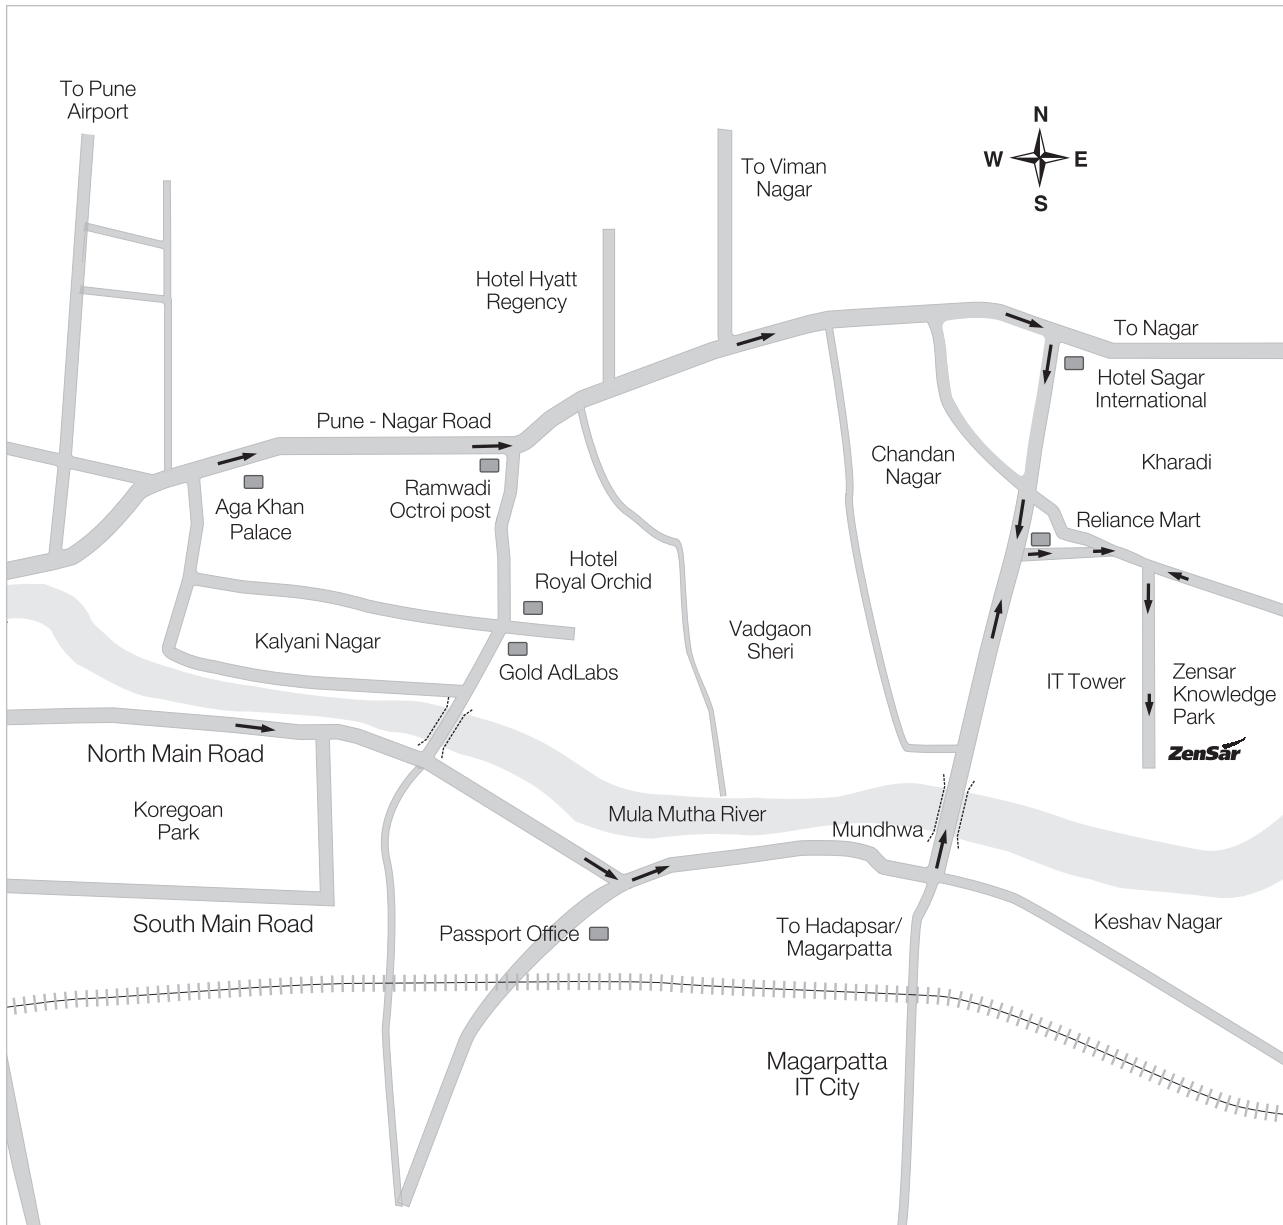 To Pune
Airport
N
W
E
S
To Viman
Nagar
Hotel Hyatt
Regency
To Nagar
Hotel Sagar
International
Pune - Nagar Road
Chandan
Nagar
Kharadi
Ramwadi
Octroi post
Aga Khan
Palace
Reliance Mart
Hotel
Royal Orchid
Kalyani Nagar
Vadgaon
Sheri
Gold AdLabs
IT Tower
Zensar
Knowledge
Park
ZenSar
North Main Road
Koregoan
Park
Mula Mutha River
Mundhwa
South Main Road
Passport Office
To Hadapsar/
Magarpatta
Keshav Nagar
Magarpatta
IT City